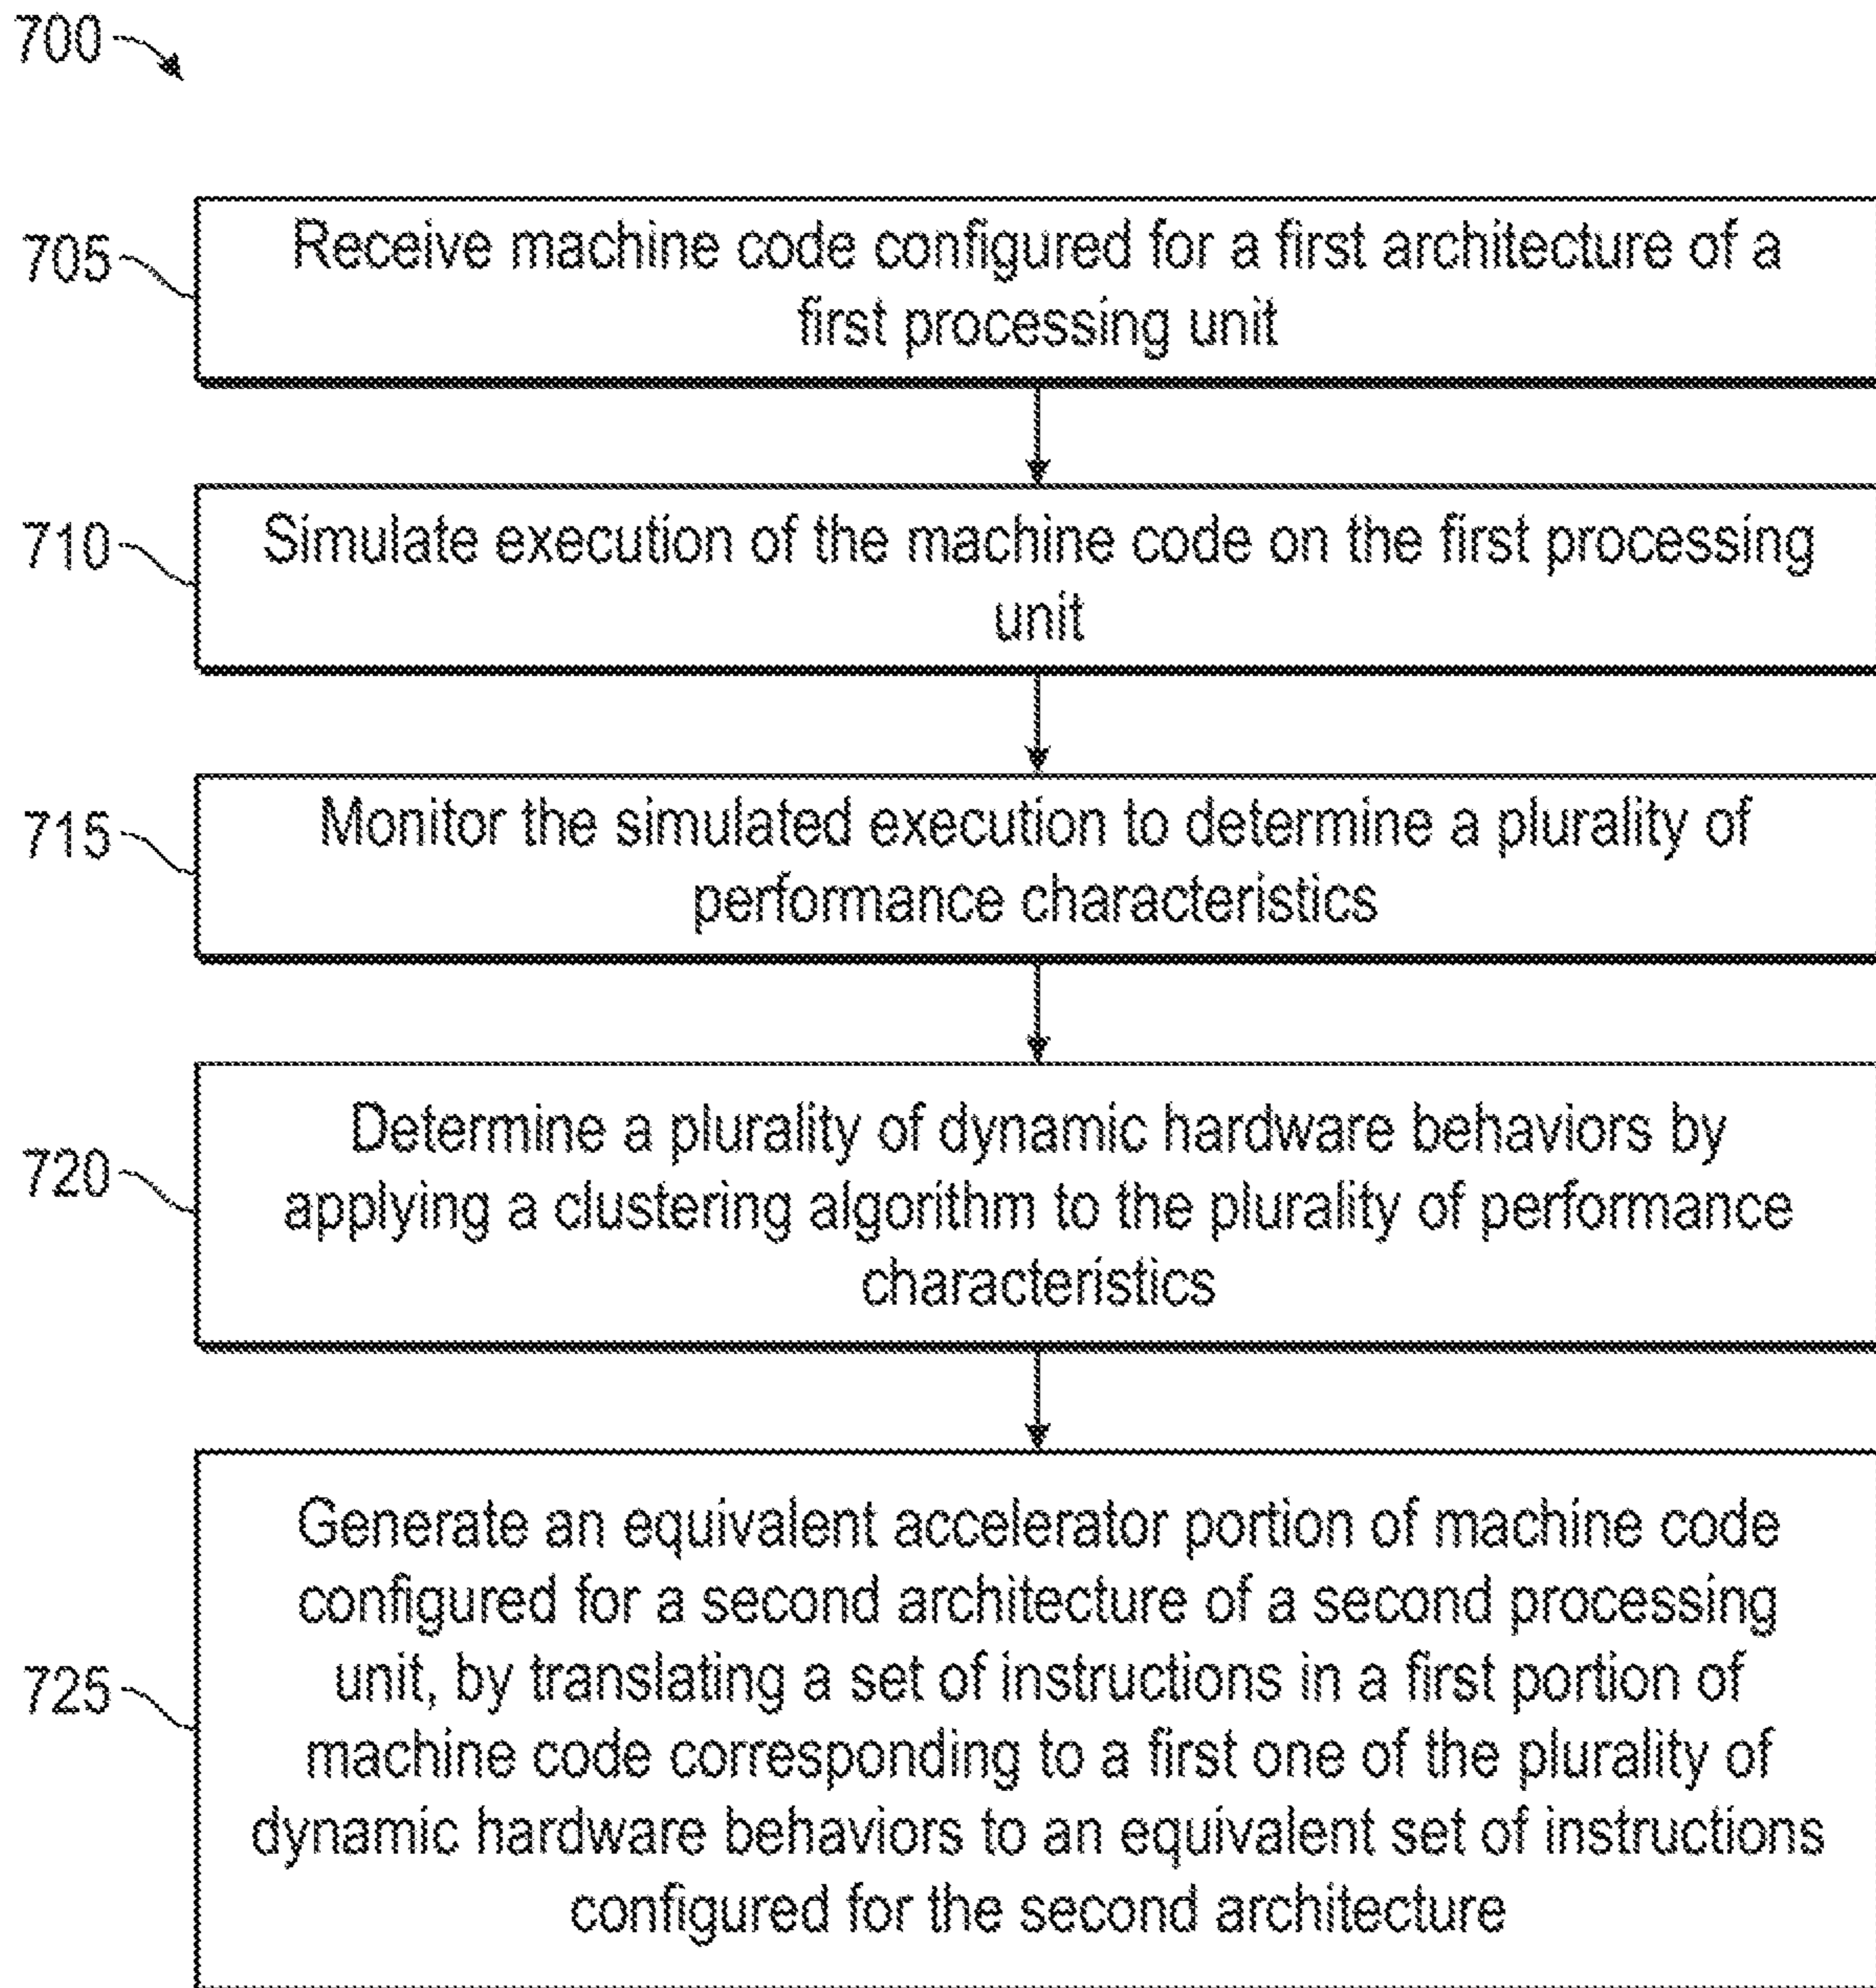 700
705
Receive machine code configured for a first architecture of a
first processing unit
710
Simulate execution of the machine code on the first processing
unit
715
Monitor the simulated execution to determine a plurality of
performance characteristics
720
Determine a plurality of dynamic hardware behaviors by
applying a clustering algorithm to the plurality of performance
characteristics
725
Generate an equivalent accelerator portion of machine code
configured for a second architecture of a second processing
unit, by translating a set of instructions in a first portion of
machine code corresponding to a first one of the plurality of
dynamic hardware behaviors to an equivalent set of instructions
configured for the second architecture